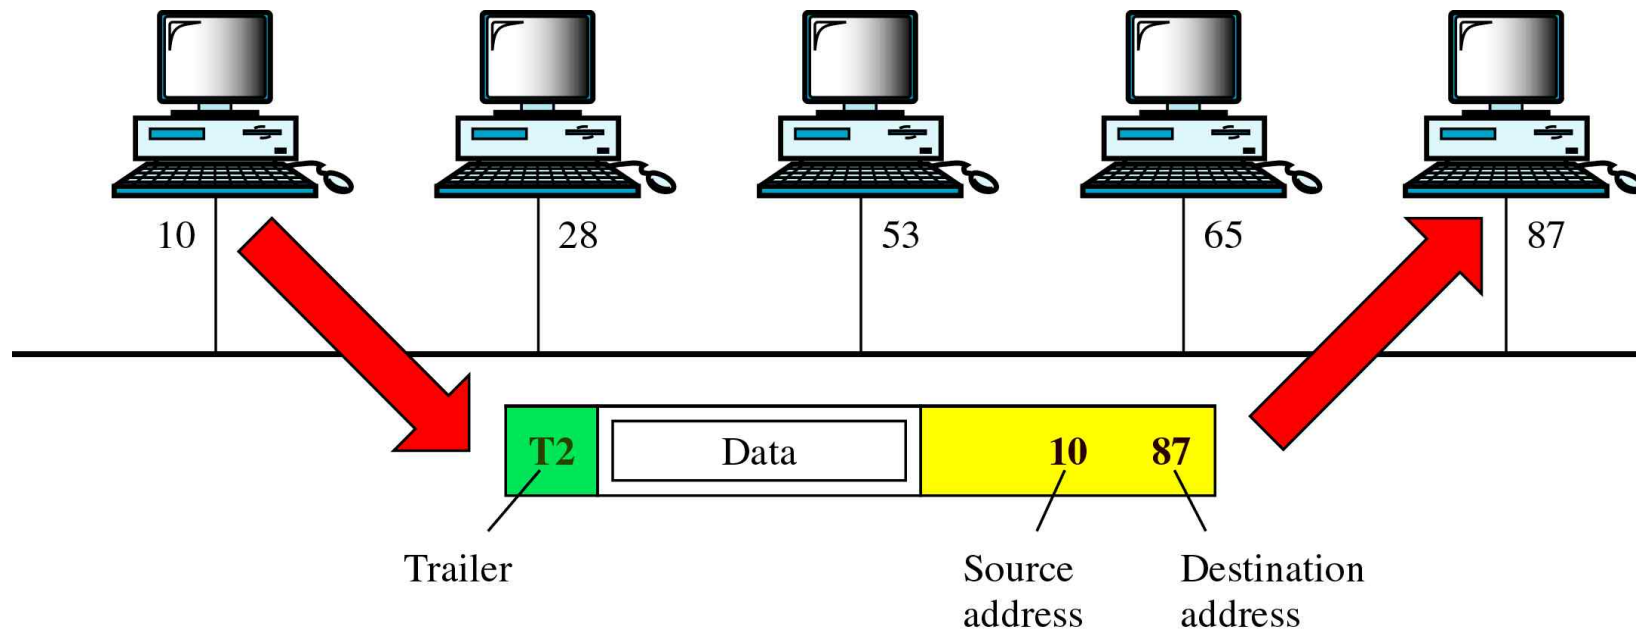 10 28 53 65 87
T2 Data 10 87
Trailer Source address Destination address